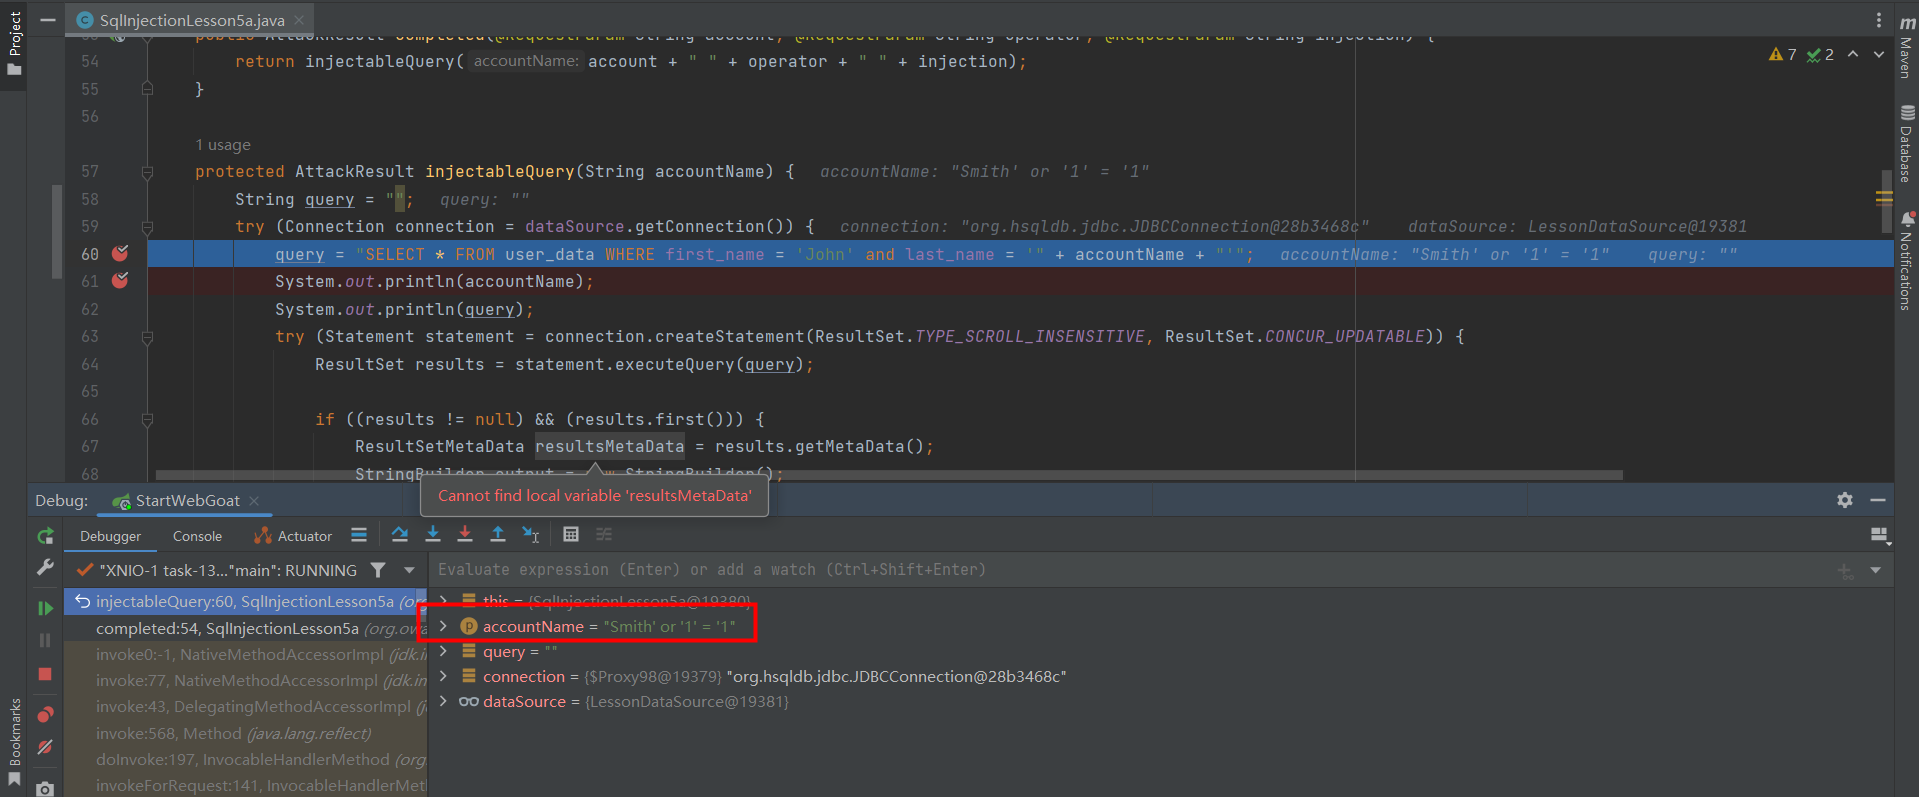 Project
SqlInjectionLesson5a.java
53 public AttackResult completed(@RequestParam String account, @RequestParam String operator, @RequestParam String injection) {
54 return injectableQuery( accountName: account + " " + operator + " " + injection);
7 2
55 }
56
1 usage
57 protected AttackResult injectableQuery(String accountName) { accountName: "Smith' or '1' = '1"
58 String query = ""; query: ""
59 try (Connection connection = dataSource.getConnection()) { connection: "org.hsqldb.jdbc.JDBCConnection@28b3468c" dataSource: LessonDataSource@19381
60 query = "SELECT * FROM user_data WHERE first_name = 'John' and last_name = '" + accountName + "'"; accountName: "Smith' or '1' = '1" query: ""
61 System.out.println(accountName);
62 System.out.println(query);
63 try (Statement statement = connection.createStatement(ResultSet.TYPE_SCROLL_INSENSITIVE, ResultSet.CONCUR_UPDATABLE)) {
64 ResultSet results = statement.executeQuery(query);
65
66 if ((results != null) && (results.first())) {
67 ResultSetMetaData resultsMetaData = results.getMetaData();
68 StringBuilder output = new StringBuilder();
Cannot find local variable 'resultsMetaData'
m Maven
Database
Notifications
Debug: StartWebGoat
Debugger Console Actuator
"XNIO-1 task-13..."main": RUNNING
Evaluate expression (Enter) or add a watch (Ctrl+Shift+Enter)
injectableQuery:60, SqlInjectionLesson5a (org
completed:54, SqlInjectionLesson5a (org.owa
invoke0:-1, NativeMethodAccessorImpl (jdk.in
invoke:77, NativeMethodAccessorImpl (jdk.in
invoke:43, DelegatingMethodAccessorImpl (j
invoke:568, Method (java.lang.reflect)
doInvoke:197, InvocableHandlerMethod (org
invokeForRequest:141, InvocableHandlerMet
this = {SqlInjectionLesson5a@19380}
accountName = "Smith' or '1' = '1"
query = ""
connection = {$Proxy98@19379} "org.hsqldb.jdbc.JDBCConnection@28b3468c"
dataSource = {LessonDataSource@19381}
Bookmarks